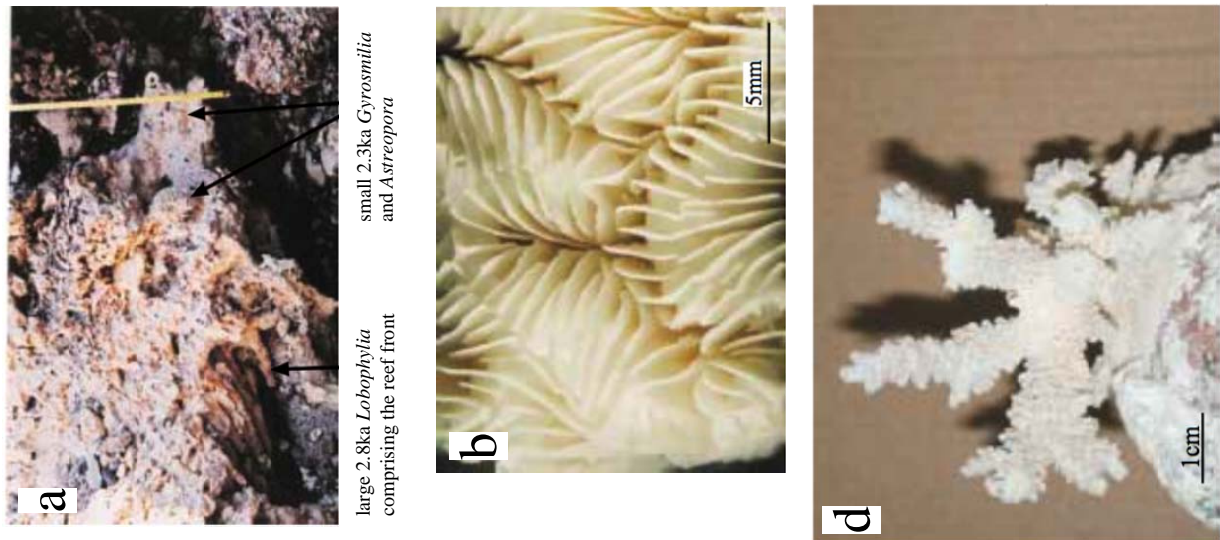 a
large 2.8ka Lobophylia
comprising the reef front
small 2.3ka Gyrosmilia
and Astreopora
b
5mm
d
1cm